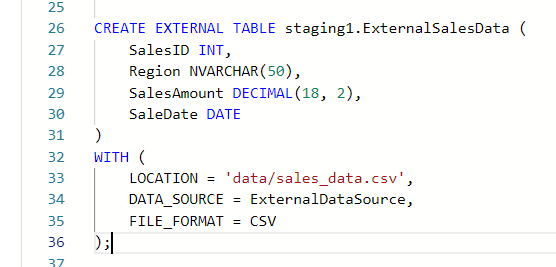 25
26 CREATE EXTERNAL TABLE staging1.ExternalSalesData (
27     SalesID INT,
28     Region NVARCHAR(50),
29     SalesAmount DECIMAL(18, 2),
30     SaleDate DATE
31 )
32 WITH (
33     LOCATION = 'data/sales_data.csv',
34     DATA_SOURCE = ExternalDataSource,
35     FILE_FORMAT = CSV
36 );
37